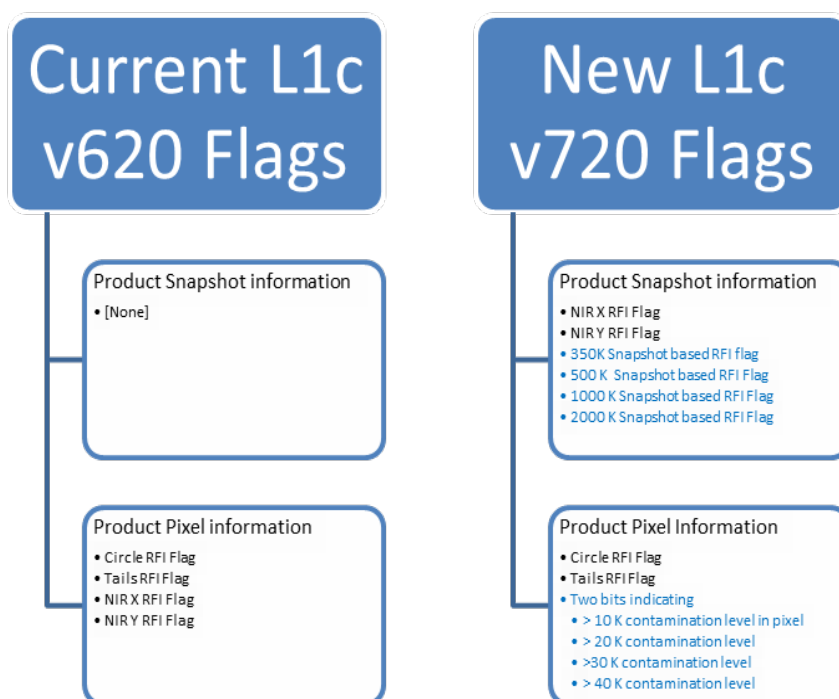 Current L1c
v620 Flags
Product Snapshot information
• [None]
Product Pixel information
• Circle RFI Flag
• Tails RFI Flag
• NIR X RFI Flag
• NIR Y RFI Flag
New L1c
v720 Flags
Product Snapshot information
• NIR X RFI Flag
• NIR Y RFI Flag
• 350K Snapshot based RFI flag
• 500 K Snapshot based RFI Flag
• 1000 K Snapshot based RFI Flag
• 2000 K Snapshot based RFI Flag
Product Pixel Information
• Circle RFI Flag
• Tails RFI Flag
• Two bits indicating
• > 10 K contamination level in pixel
• > 20 K contamination level
• >30 K contamination level
• > 40 K contamination level